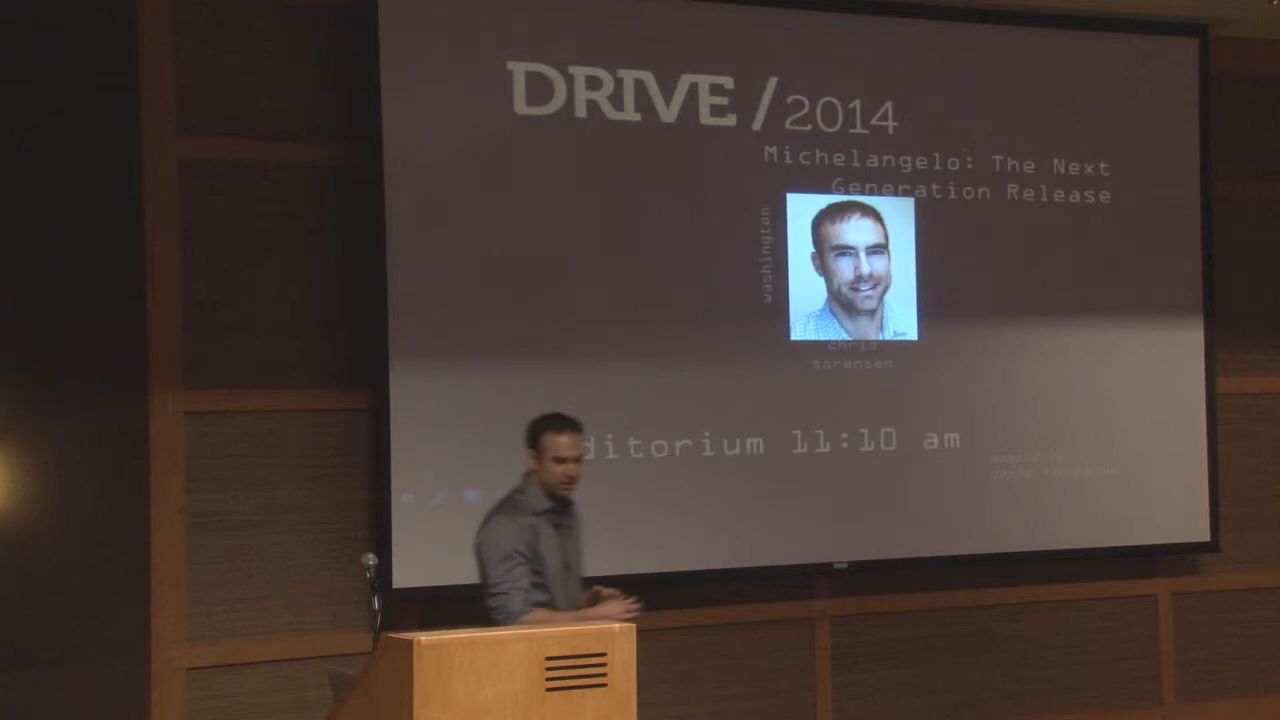 DRIVE / 2014
Michelangelo: The Next
Generation Release
washington
chris
sorensen
ditorium 11:10 am